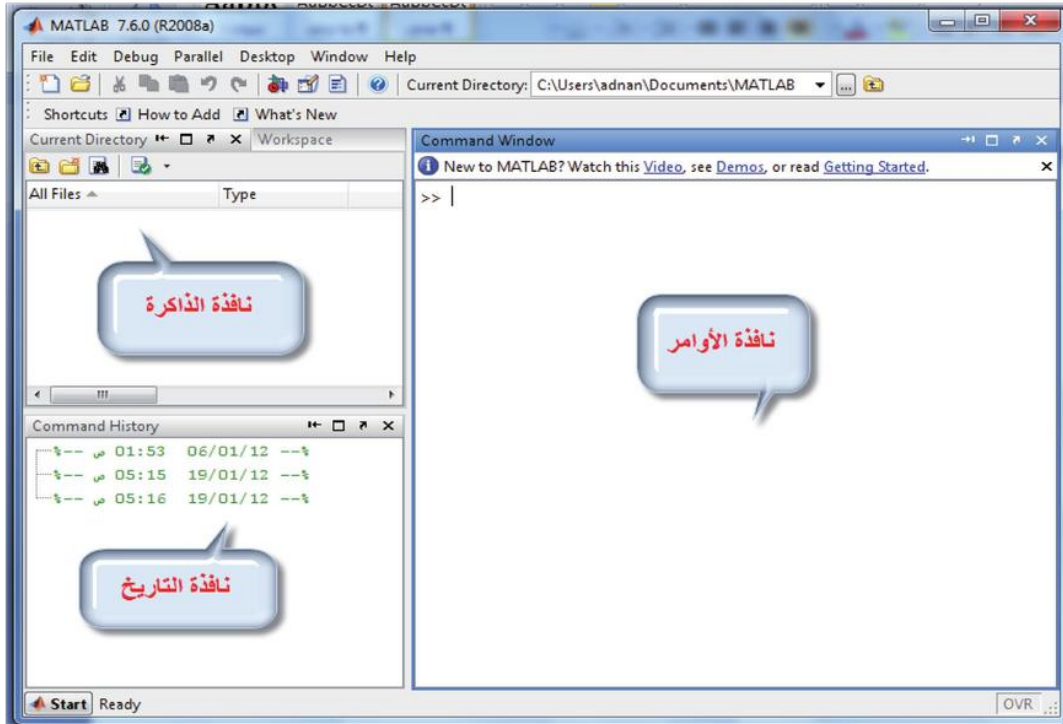 MATLAB 7.6.0 (R2008a)
File Edit Debug Parallel Desktop Window Help
Current Directory: C:\Users\adnan\Documents\MATLAB
Shortcuts How to Add What's New
Current Directory Workspace
All Files Type
نافذة الذاكرة
Command History
%-- ص 01:53 06/01/12 --%
%-- ص 05:15 19/01/12 --%
%-- ص 05:16 19/01/12 --%
نافذة التاريخ
Command Window
New to MATLAB? Watch this Video, see Demos, or read Getting Started.
>>
نافذة الأوامر
Start Ready
OVR